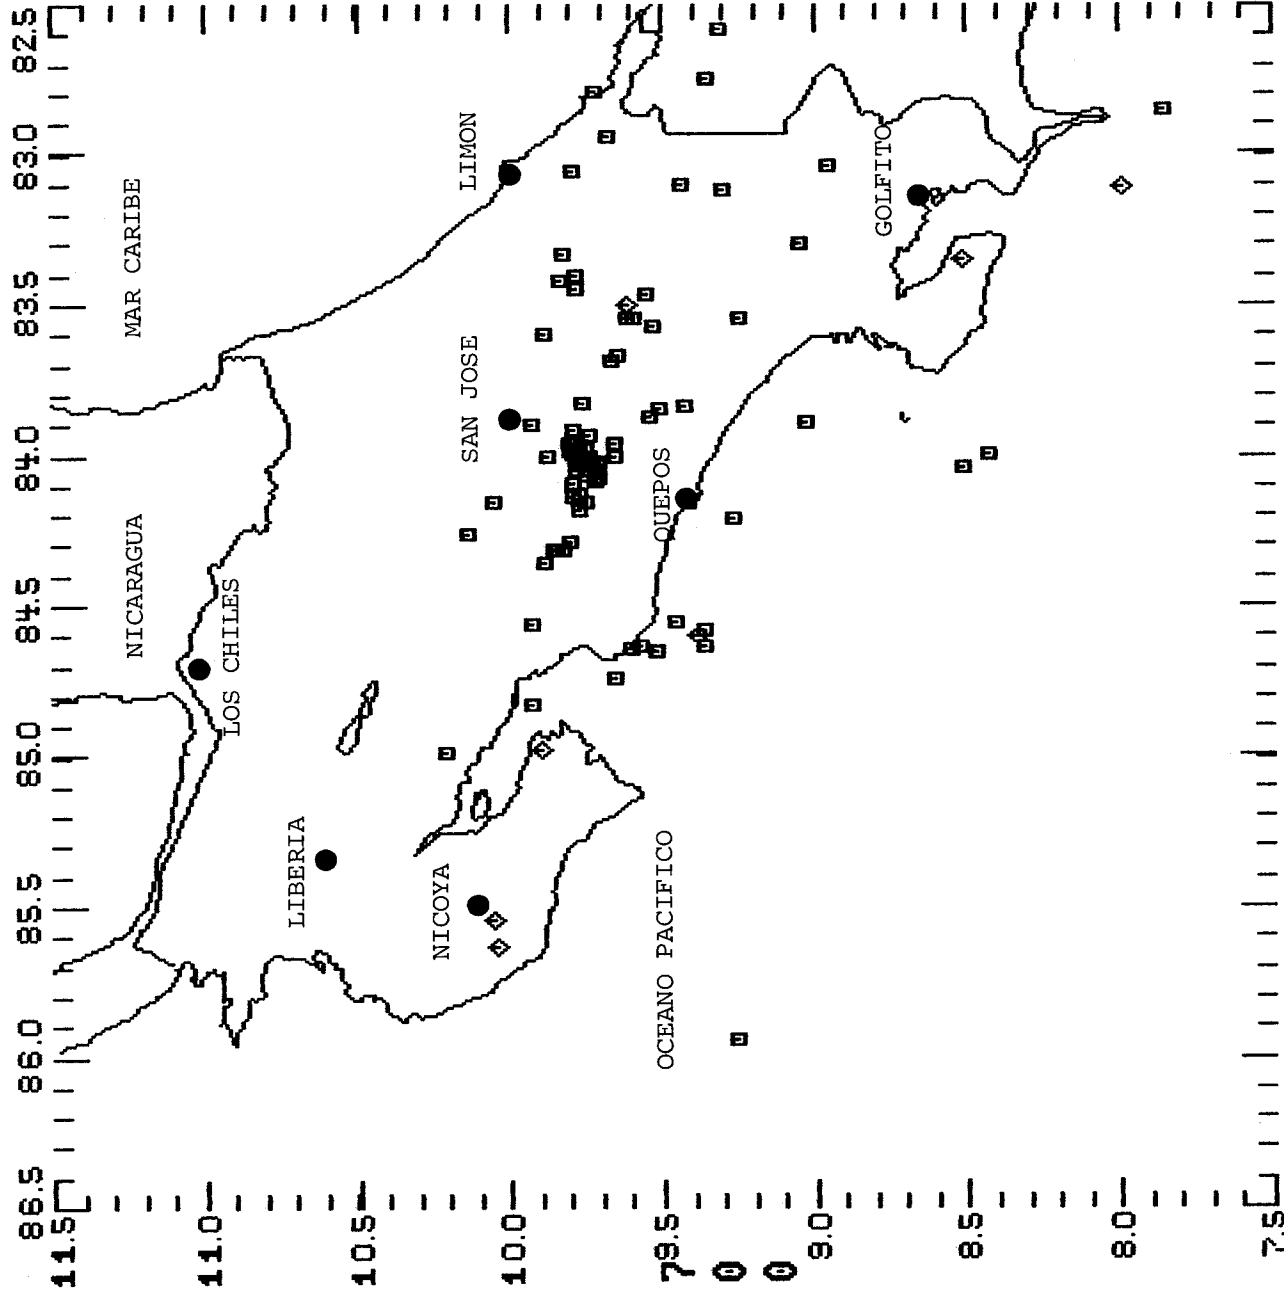 MAR CARIBE
NICARAGUA
LOS CHILES
LIMON
SAN JOSE
LIBERIA
NICOYA
QUEPOS
GOLFITO
OCEANO PACIFICO
86.5
86.0
85.5
85.0
84.5
84.0
83.5
83.0
82.5
11.5
11.0
10.5
10.0
9.5
9.0
8.5
8.0
7.5
700